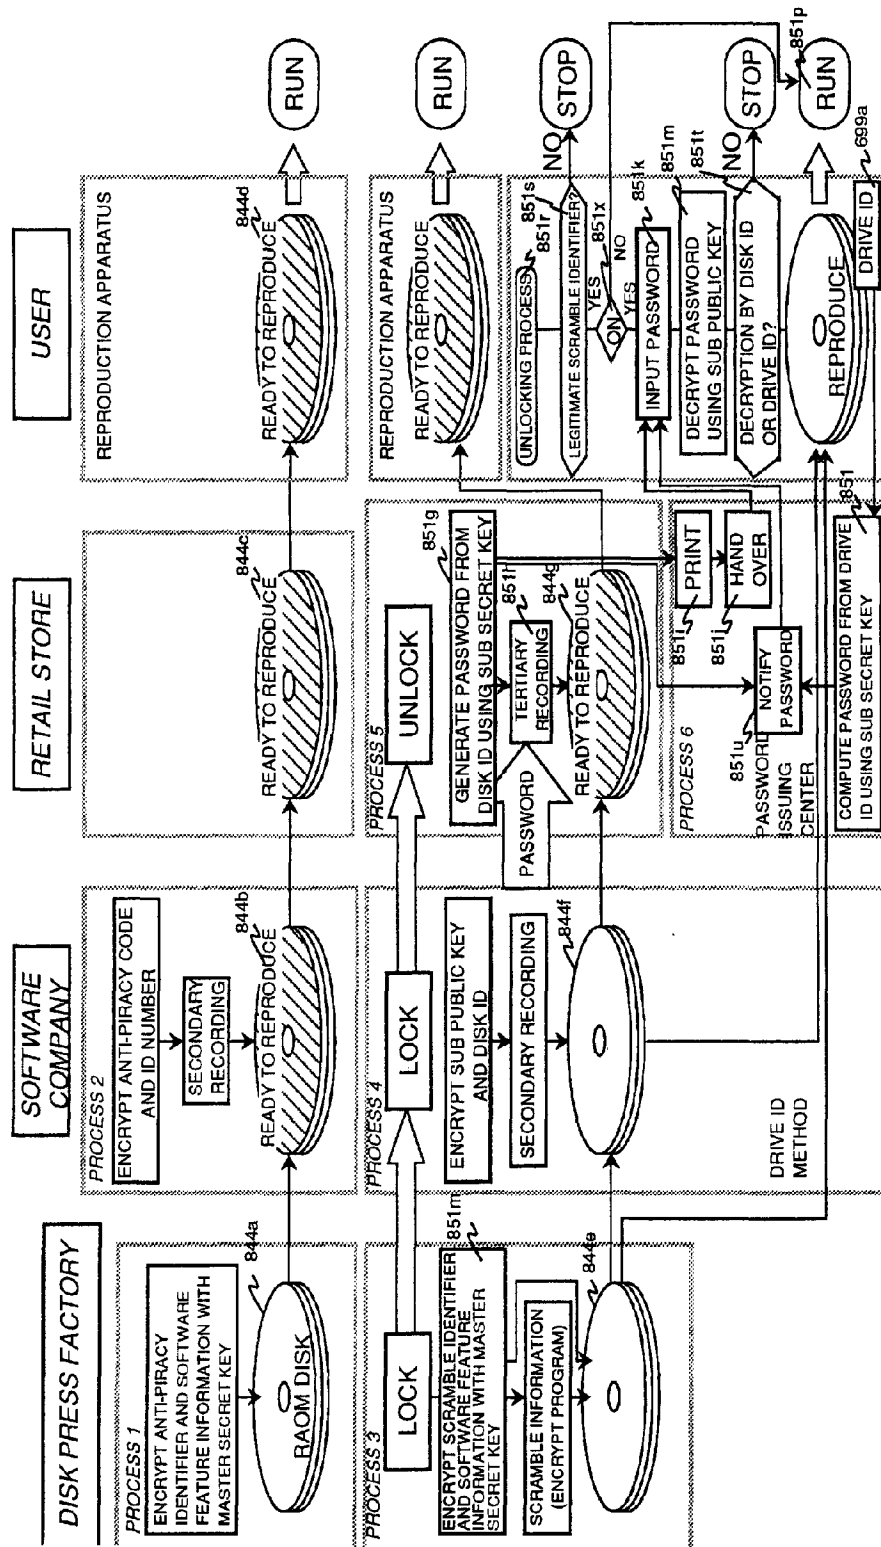 DISK PRESS FACTORY
SOFTWARE
COMPANY
RETAIL STORE
USER
PROCESS 1
ENCRYPT ANTI-PIRACY
IDENTIFIER AND SOFTWARE
FEATURE INFORMATION WITH
MASTER SECRET KEY
844a
RAOM DISK
PROCESS 2
ENCRYPT ANTI-PIRACY CODE
AND ID NUMBER
SECONDARY
RECORDING
844b
READY TO REPRODUCE
844c
READY TO REPRODUCE
REPRODUCTION APPARATUS
844d
READY TO REPRODUCE
RUN
PROCESS 3
LOCK
851m
ENCRYPT SCRAMBLE IDENTIFIER
AND SOFTWARE FEATURE
INFORMATION WITH MASTER
SECRET KEY
SCRAMBLE INFORMATION
(ENCRYPT PROGRAM)
844e
PROCESS 4
LOCK
ENCRYPT SUB PUBLIC KEY
AND DISK ID
SECONDARY RECORDING
844f
DRIVE ID
METHOD
PROCESS 5
UNLOCK
851g
GENERATE PASSWORD FROM
DISK ID USING SUB SECRET KEY
PASSWORD
TERTIARY
RECORDING
851h
844g
READY TO REPRODUCE
REPRODUCTION APPARATUS
READY TO REPRODUCE
RUN
PROCESS 6
851i
PRINT
851j
HAND
OVER
851u
NOTIFY
PASSWORD
PASSWORD
ISSUING
CENTER
851
COMPUTE PASSWORD FROM DRIVE
ID USING SUB SECRET KEY
UNLOCKING PROCESS
851r
851s
LEGITIMATE SCRAMBLE IDENTIFIER?
NO
STOP
YES
851x
ON
NO
YES
851k
INPUT PASSWORD
851m
DECRYPT PASSWORD
USING SUB PUBLIC KEY
851t
DECRYPTION BY DISK ID
OR DRIVE ID?
NO
STOP
851p
REPRODUCE
RUN
699a
DRIVE ID